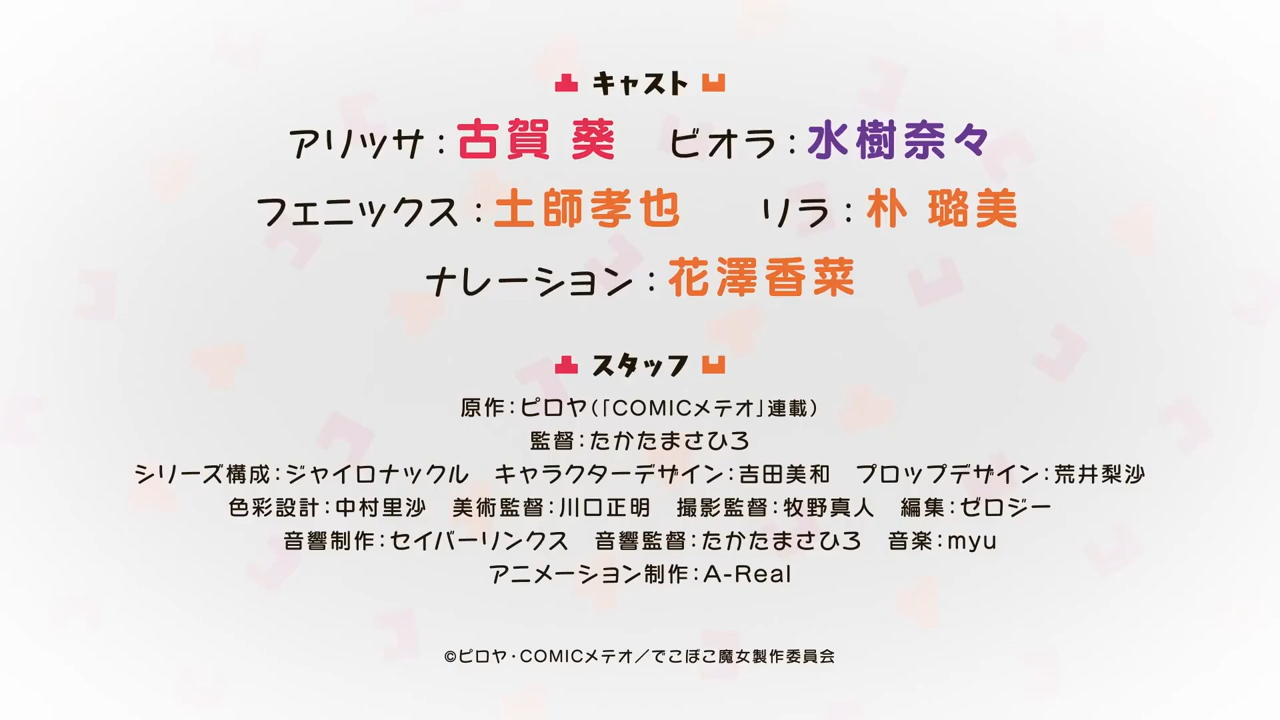 キャスト
アリッサ：古賀 葵　ビオラ：水樹奈々
フェニックス：土師孝也　リラ：朴 璐美
ナレーション：花澤香菜
スタッフ
原作：ピロヤ（「COMICメテオ」連載）
監督：たかたまさひろ
シリーズ構成：ジャイロナックル　キャラクターデザイン：吉田美和　プロップデザイン：荒井梨沙
色彩設計：中村里沙　美術監督：川口正明　撮影監督：牧野真人　編集：ゼロジー
音響制作：セイバーリンクス　音響監督：たかたまさひろ　音楽：myu
アニメーション制作：A-Real
©ピロヤ・COMICメテオ／でこぼこ魔女製作委員会